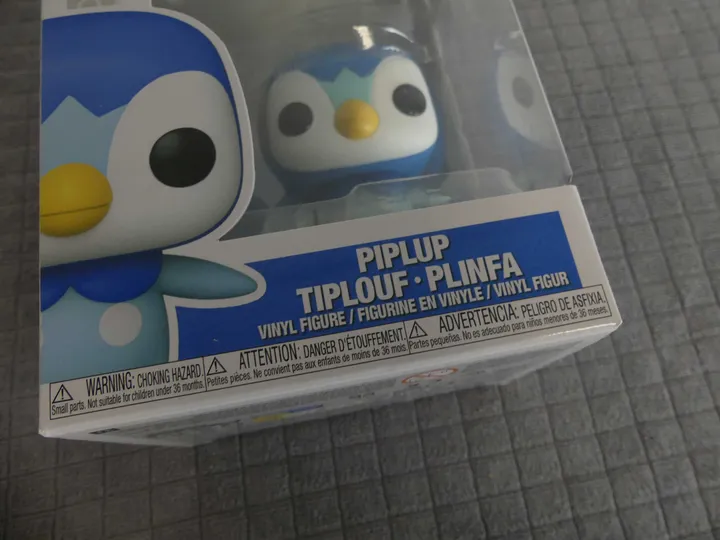 PIPLUP
TIPLOUF · PLINFA
VINYL FIGURE / FIGURINE EN VINYLE / VINYL FIGUR
WARNING: CHOKING HAZARD.
Small parts. Not suitable for children under 36 months.
ATTENTION: DANGER D'ÉTOUFFEMENT.
Petites pièces. Ne convient pas aux enfants de moins de 36 mois.
ADVERTENCIA: PELIGRO DE ASFIXIA.
Partes pequeñas. No es adecuado para niños menores de 36 meses.